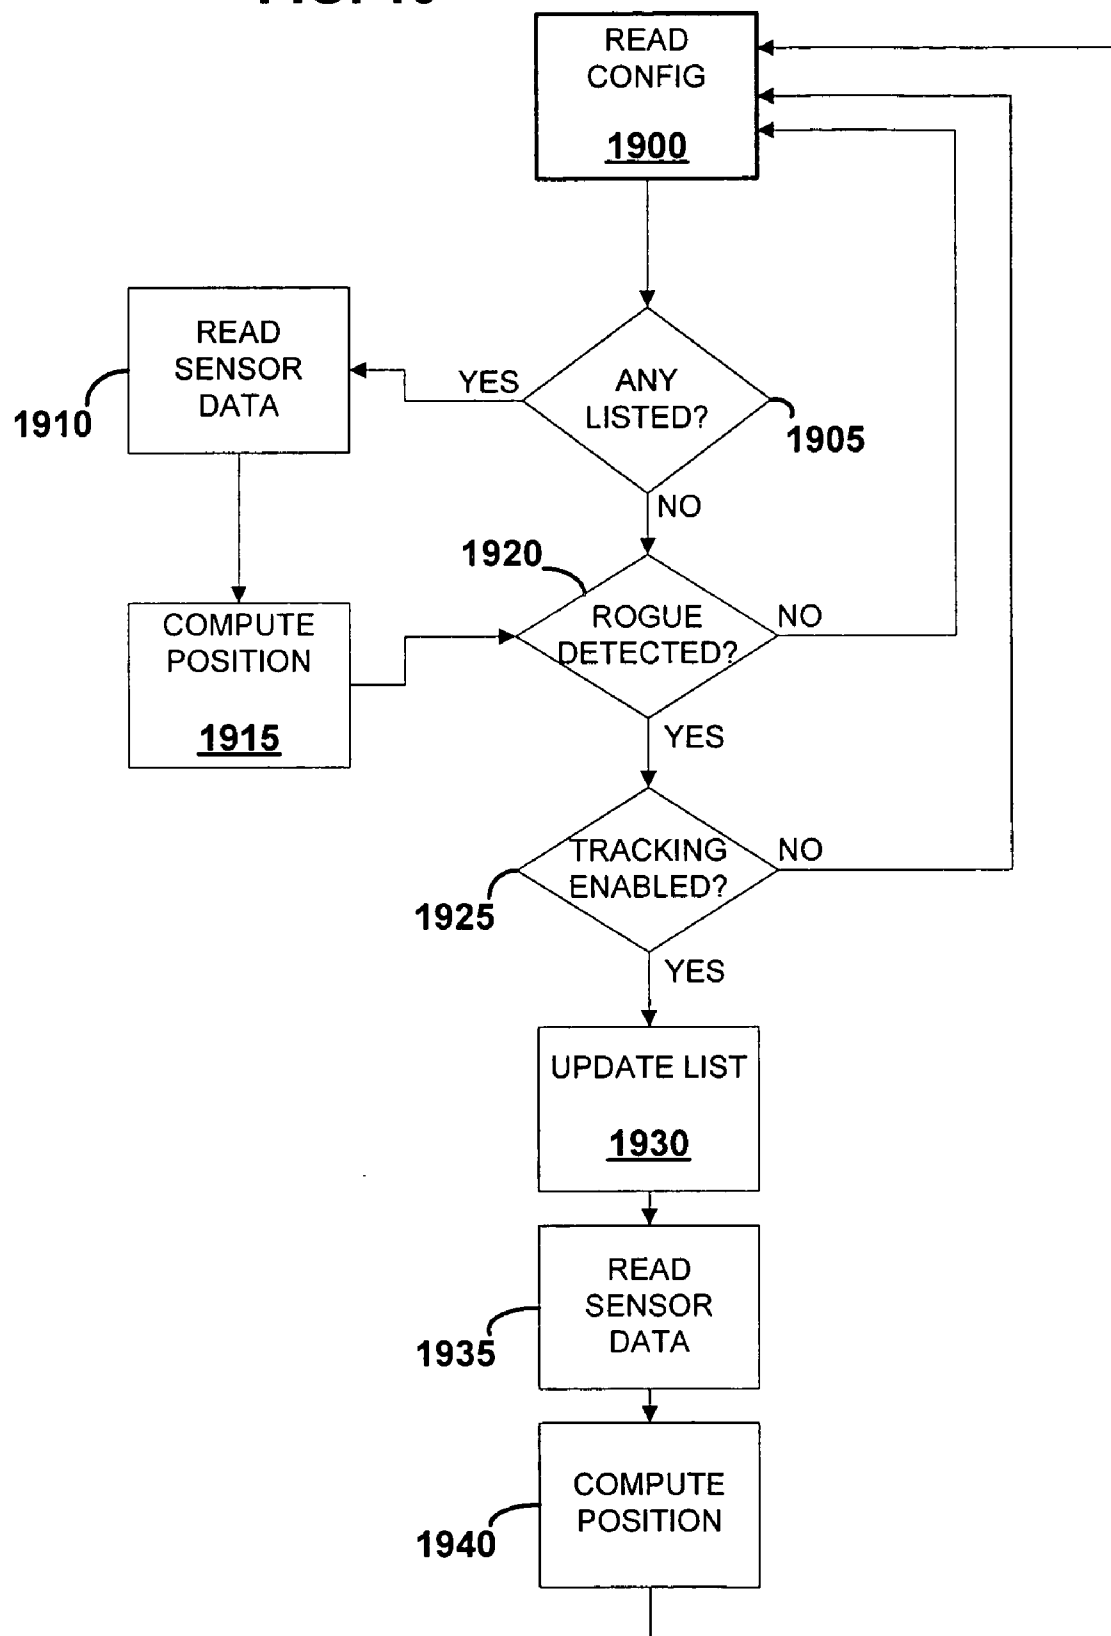 READ
CONFIG
1900
READ
SENSOR
DATA
1910
YES
ANY
LISTED?
1905
NO
1920
COMPUTE
POSITION
1915
ROGUE
DETECTED?
NO
YES
TRACKING
ENABLED?
NO
1925
YES
UPDATE LIST
1930
READ
SENSOR
DATA
1935
COMPUTE
POSITION
1940